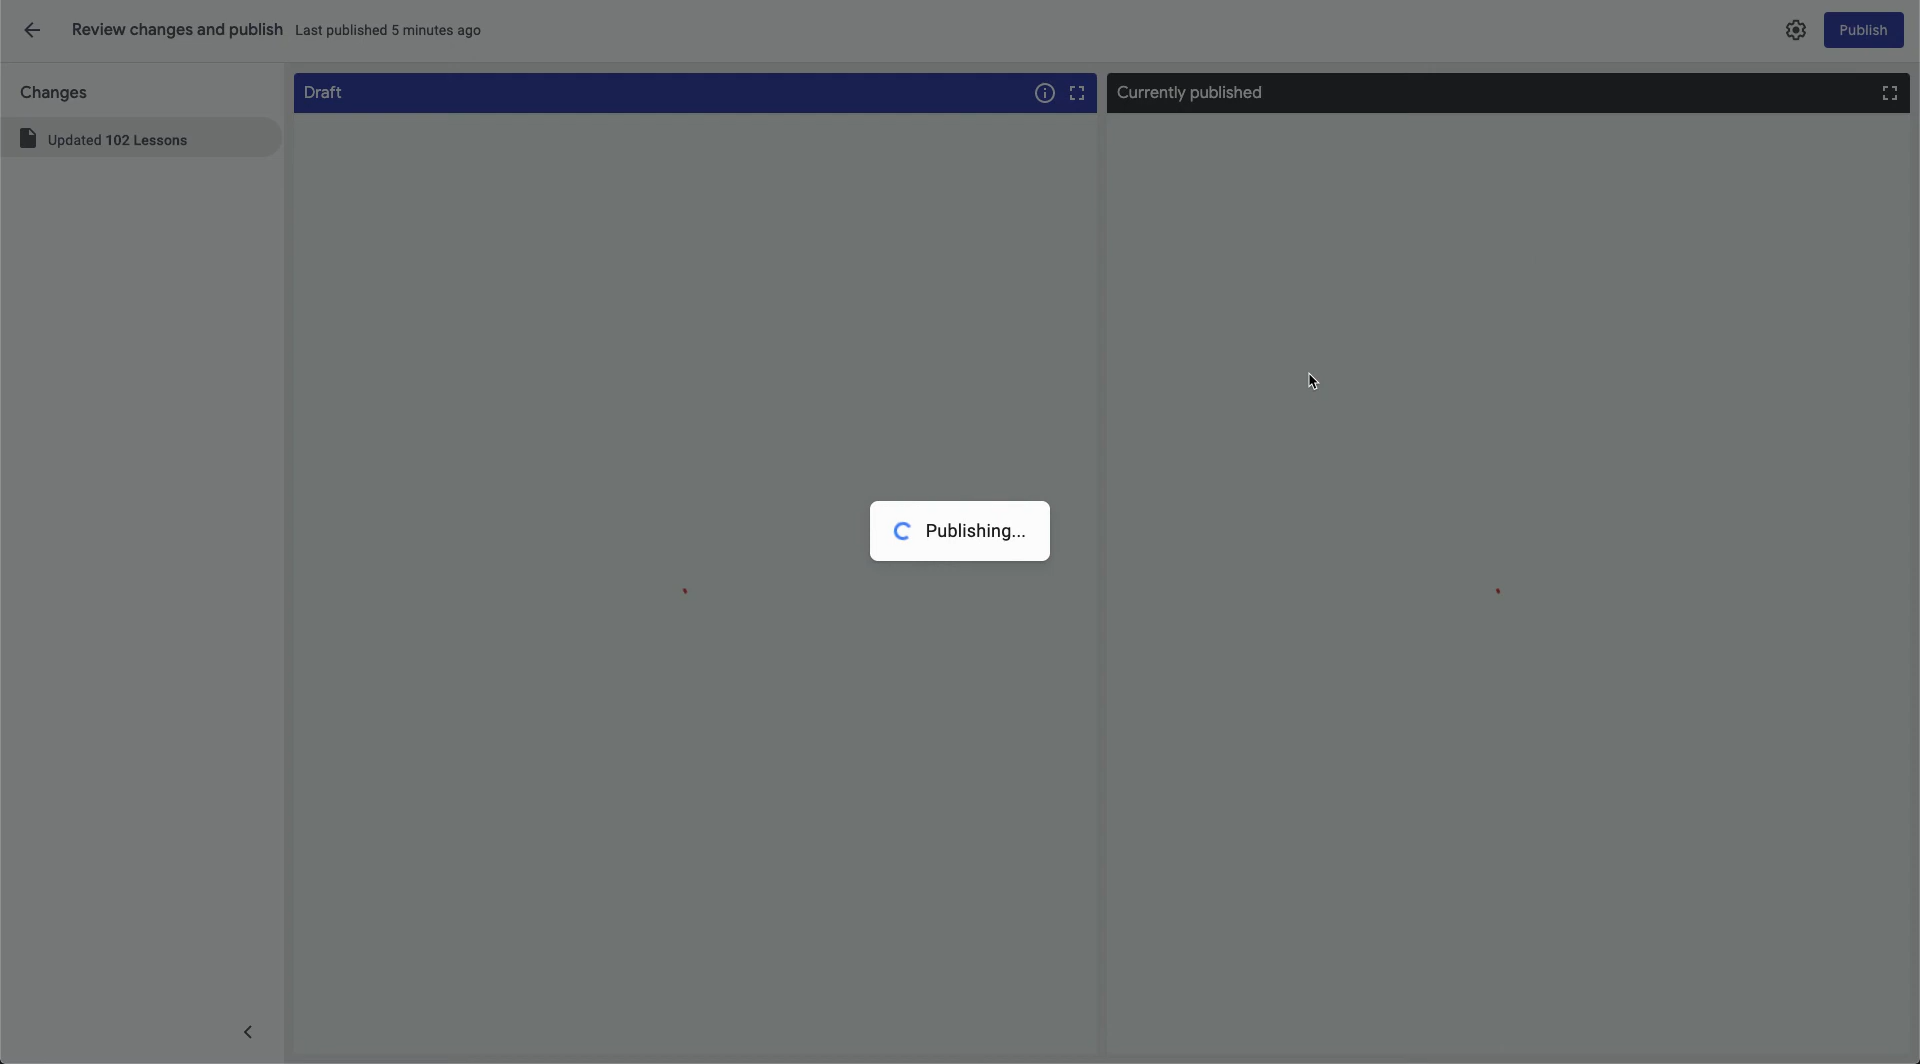 Review changes and publish Last published 5 minutes ago
Publish
Changes
Updated 102 Lessons
Draft
Currently published
Publishing...